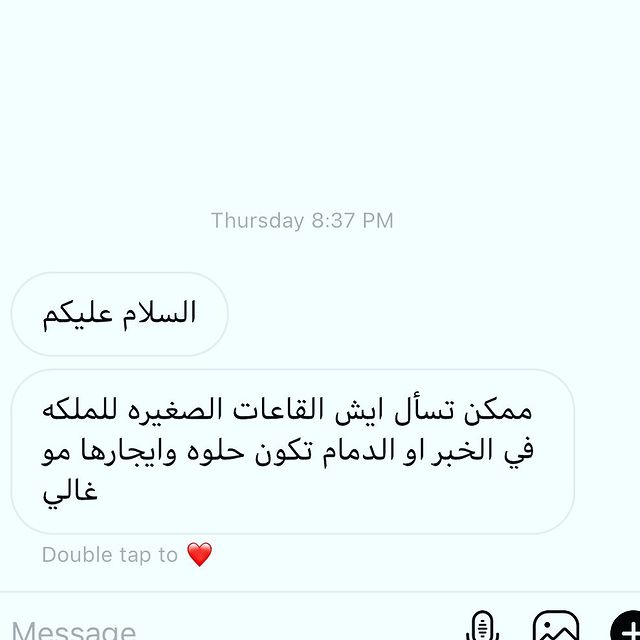 Thursday 8:37 PM
السلام عليكم
ممكن تسأل ايش القاعات الصغيره للملكه
في الخبر او الدمام تكون حلوه وايجارها مو
غالي
Double tap to ❤️
Message